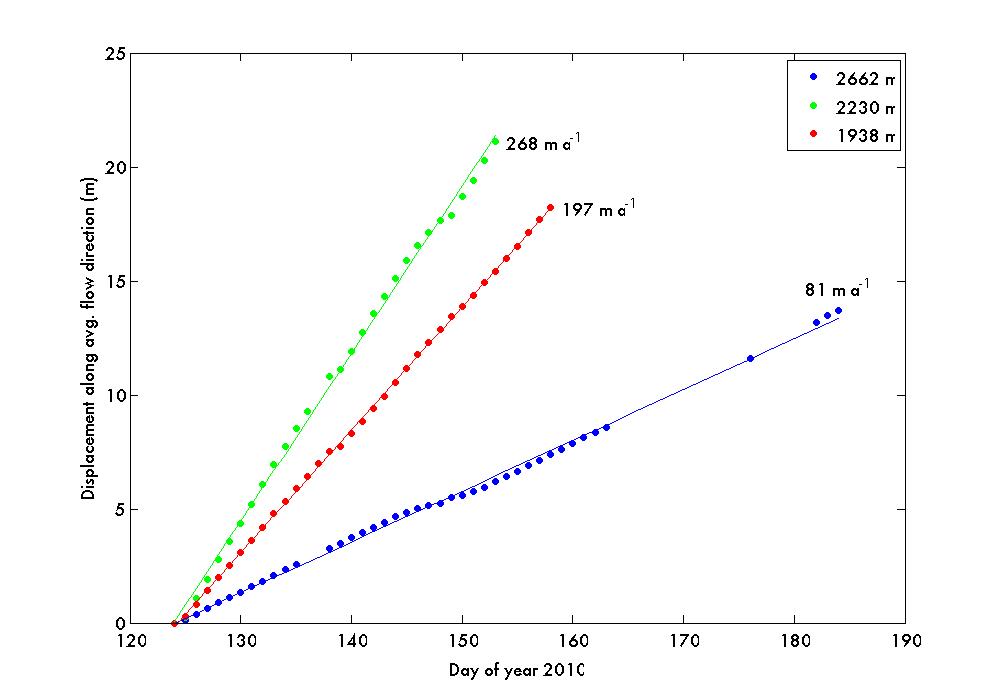 25
20
15
10
5
0
120 130 140 150 160 170 180 190
Displacement along avg. flow direction (m)
Day of year 2010
2662 m
2230 m
1938 m
268 m a-1
197 m a-1
81 m a-1